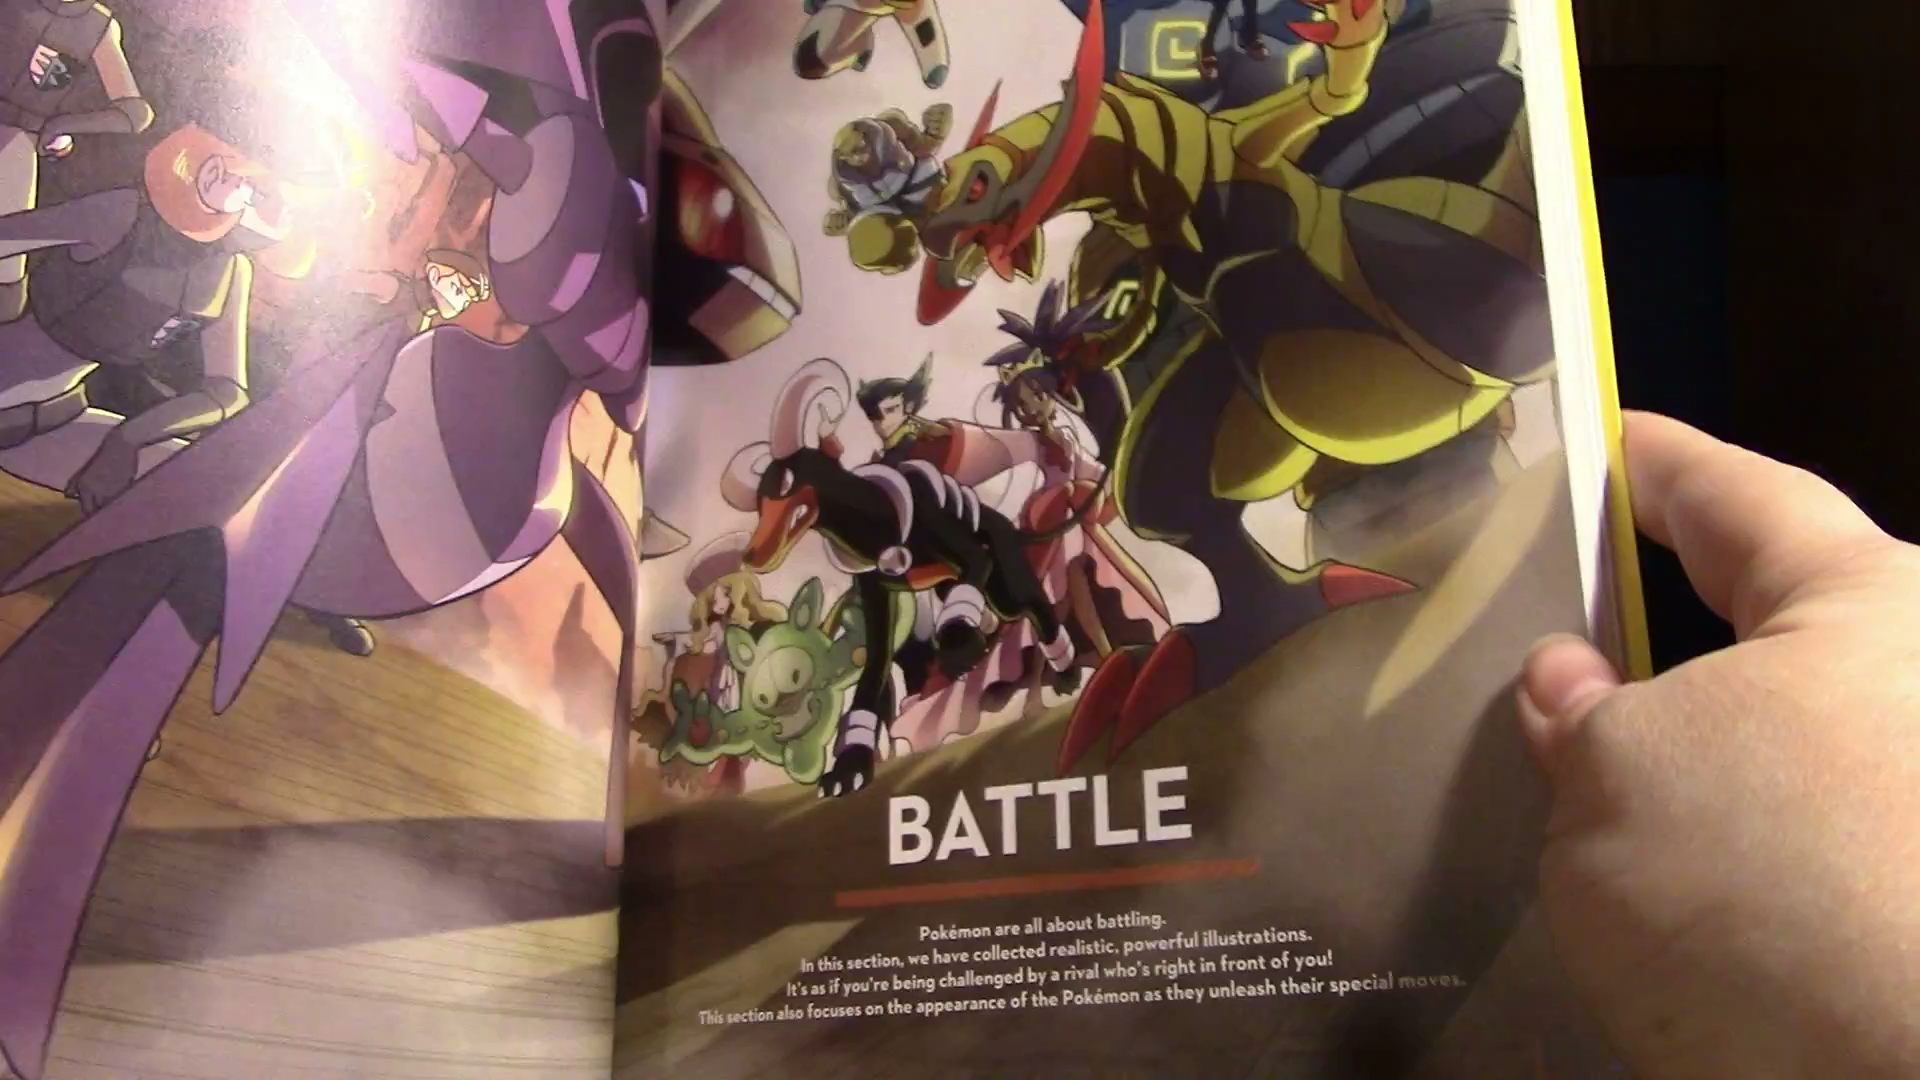 BATTLE
Pokémon are all about battling.
In this section, we have collected realistic, powerful illustrations.
It's as if you're being challenged by a rival who's right in front of you!
This section also focuses on the appearance of the Pokémon as they unleash their special moves.